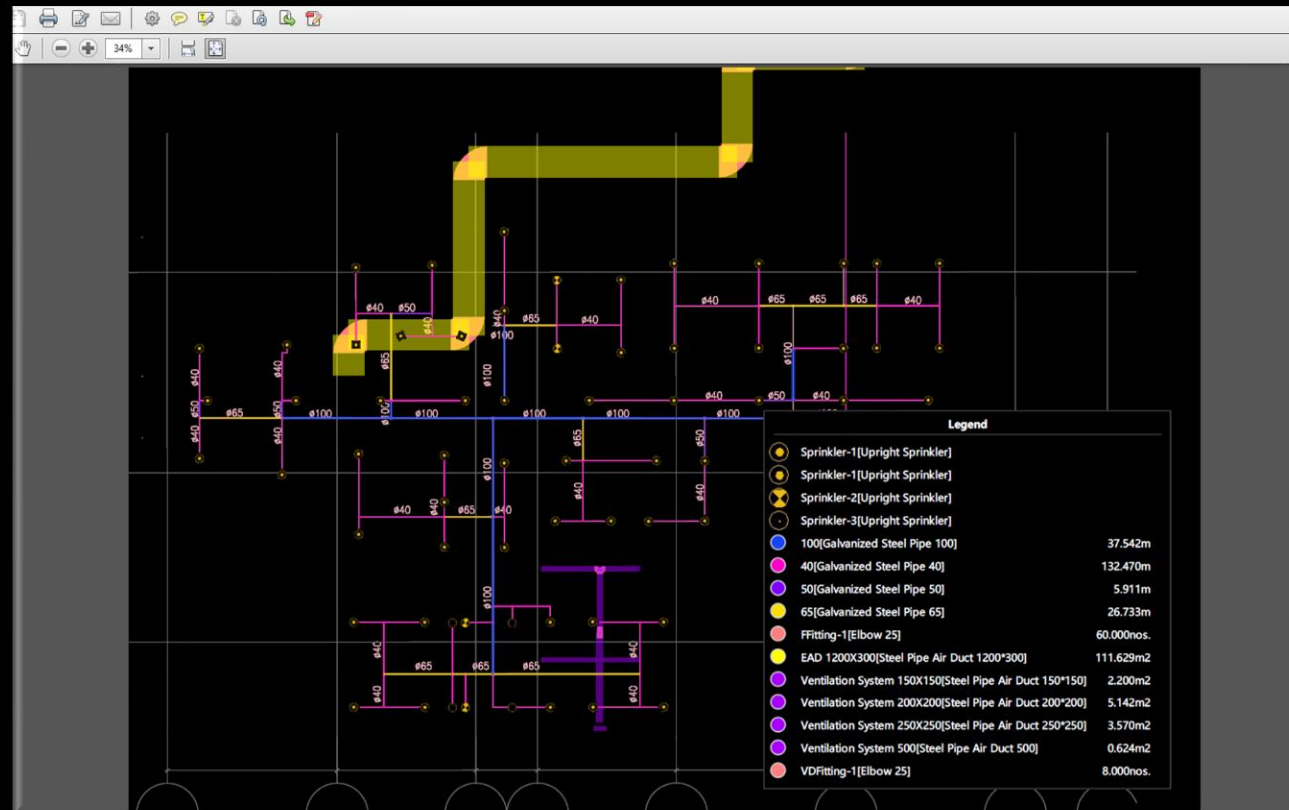 34%
ø40 ø50
ø40
ø40
ø65
ø40
ø100
ø65
ø40
ø40
ø65
ø65
ø65
ø40
ø100
ø100
ø40
ø40
ø50
ø50
ø40
ø40
ø65
ø100
ø100
ø100
ø100
ø100
ø100
ø40
ø50
ø40
ø65
ø50
ø100
ø40
ø40
ø40
ø40
ø65
ø40
ø100
ø40
ø65
ø65
ø65
ø40
ø40
ø40
Legend
Sprinkler-1[Upright Sprinkler]
Sprinkler-1[Upright Sprinkler]
Sprinkler-2[Upright Sprinkler]
Sprinkler-3[Upright Sprinkler]
100[Galvanized Steel Pipe 100] 37.542m
40[Galvanized Steel Pipe 40] 132.470m
50[Galvanized Steel Pipe 50] 5.911m
65[Galvanized Steel Pipe 65] 26.733m
FFitting-1[Elbow 25] 60.000nos.
EAD 1200X300[Steel Pipe Air Duct 1200*300] 111.629m2
Ventilation System 150X150[Steel Pipe Air Duct 150*150] 2.200m2
Ventilation System 200X200[Steel Pipe Air Duct 200*200] 5.142m2
Ventilation System 250X250[Steel Pipe Air Duct 250*250] 3.570m2
Ventilation System 500[Steel Pipe Air Duct 500] 0.624m2
VDFitting-1[Elbow 25] 8.000nos.